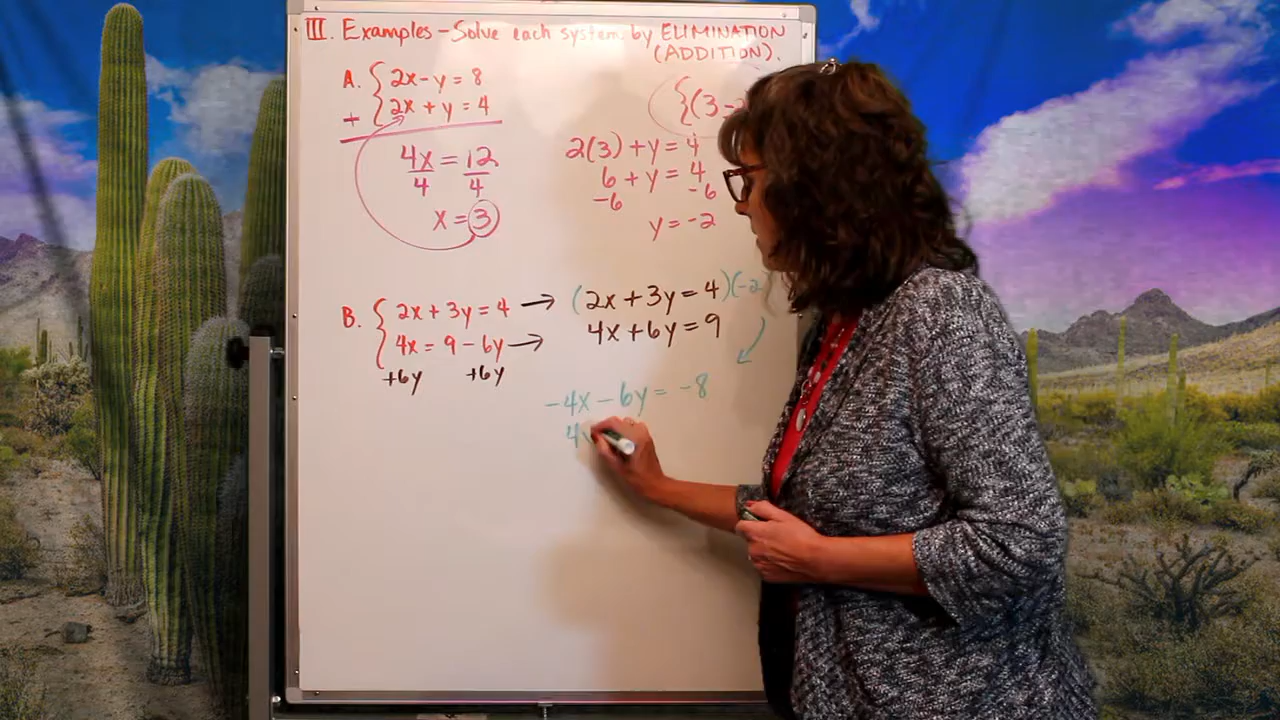 III. Examples - Solve each system by ELIMINATION
(ADDITION).
A. { 2x - y = 8
+ { 2x + y = 4
4x = 12
4 4
x = 3
{(3 -
2(3) + y = 4
6 + y = 4
-6 -6
y = -2
B. { 2x + 3y = 4 → (2x + 3y = 4)(-2
4x = 9 - 6y → 4x + 6y = 9
+6y +6y
-4x - 6y = -8
4x